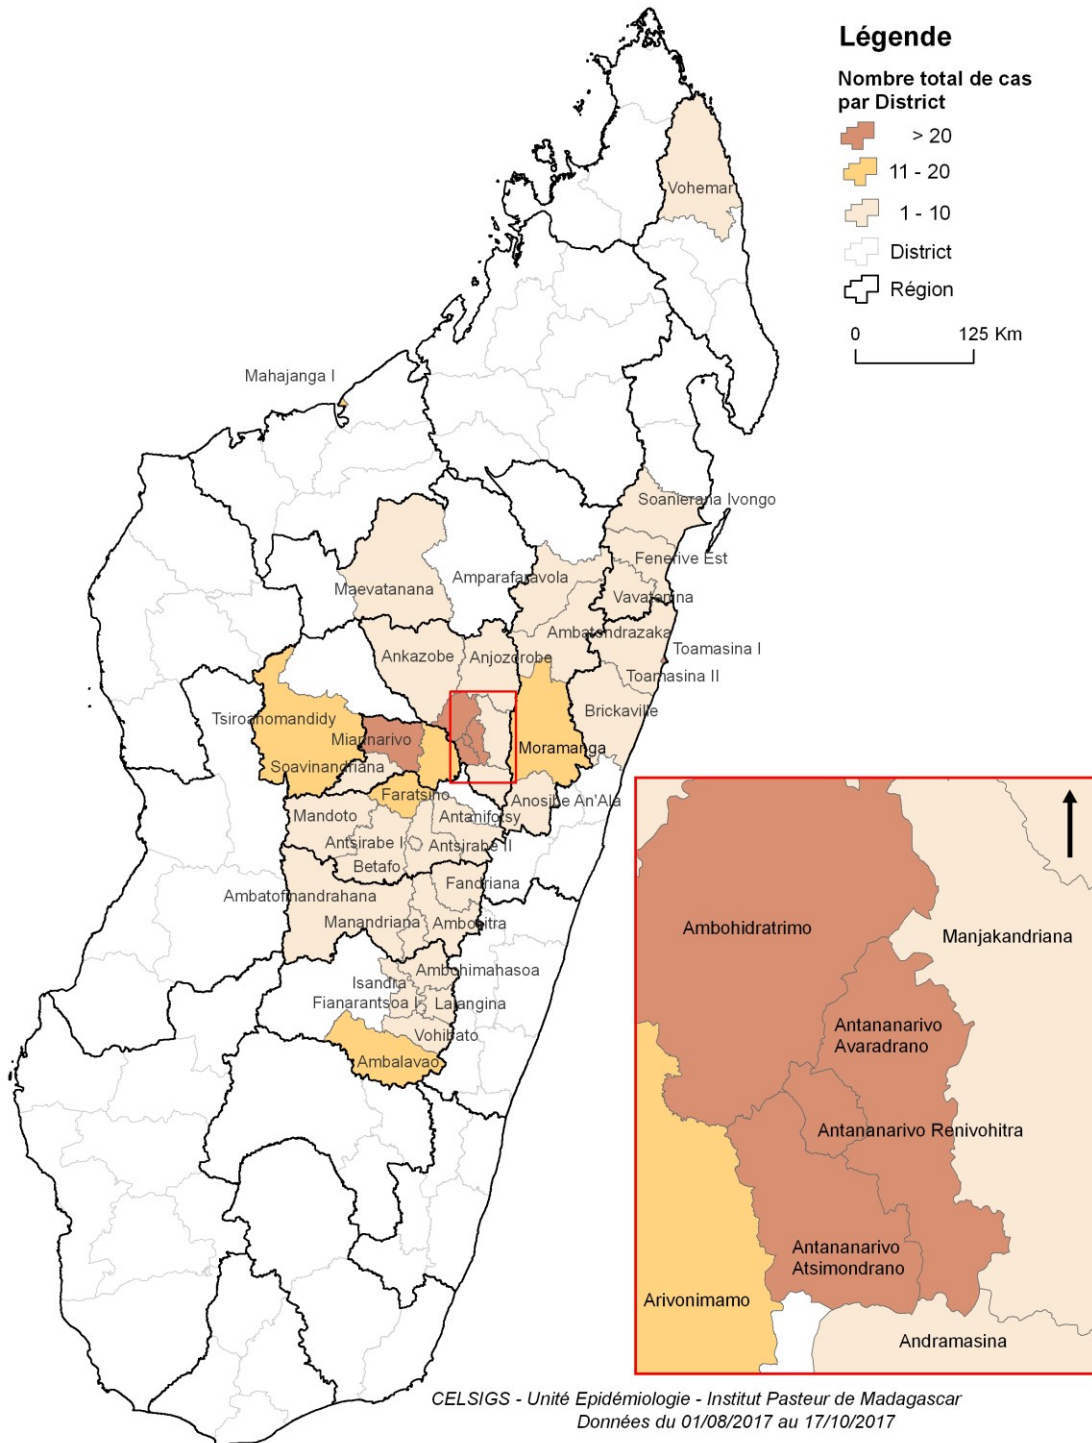 Légende
Nombre total de cas
par District
> 20
11 - 20
1 - 10
District
Région
0 125 Km
Vohemar
Mahajanga I
Soanierana Ivongo
Fenerive Est
Maevatanana
Amparafaravola
Vavatenina
Ambatondrazaka
Ankazobe
Anjozorobe
Toamasina I
Toamasina II
Brickaville
Tsiroanomandidy
Miarinarivo
Moramanga
Soavinandriana
Faratsiho
Anosibe An'Ala
Mandoto
Antanifotsy
Antsirabe I
Antsirabe II
Betafo
Fandriana
Ambatofinandrahana
Manandriana
Ambositra
Ambohimahasoa
Isandra
Fianarantsoa I
Lalangina
Vohibato
Ambalavao
Ambohidratrimo
Manjakandriana
Antananarivo
Avaradrano
Antananarivo Renivohitra
Antananarivo
Atsimondrano
Arivonimamo
Andramasina
CELSIGS - Unité Epidémiologie - Institut Pasteur de Madagascar
Données du 01/08/2017 au 17/10/2017